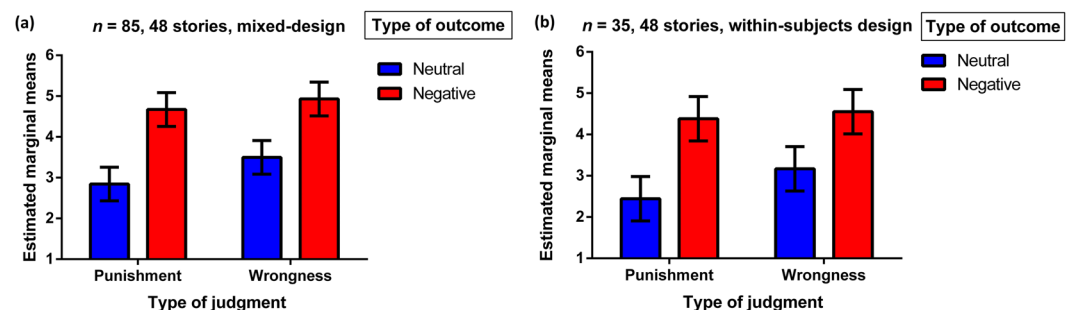 (a) n = 85, 48 stories, mixed-design
Type of outcome
Neutral
Negative
Estimated marginal means
6
5
4
3
2
1
Punishment Wrongness
Type of judgment
(b) n = 35, 48 stories, within-subjects design
Type of outcome
Neutral
Negative
Estimated marginal means
6
5
4
3
2
1
Punishment Wrongness
Type of judgment